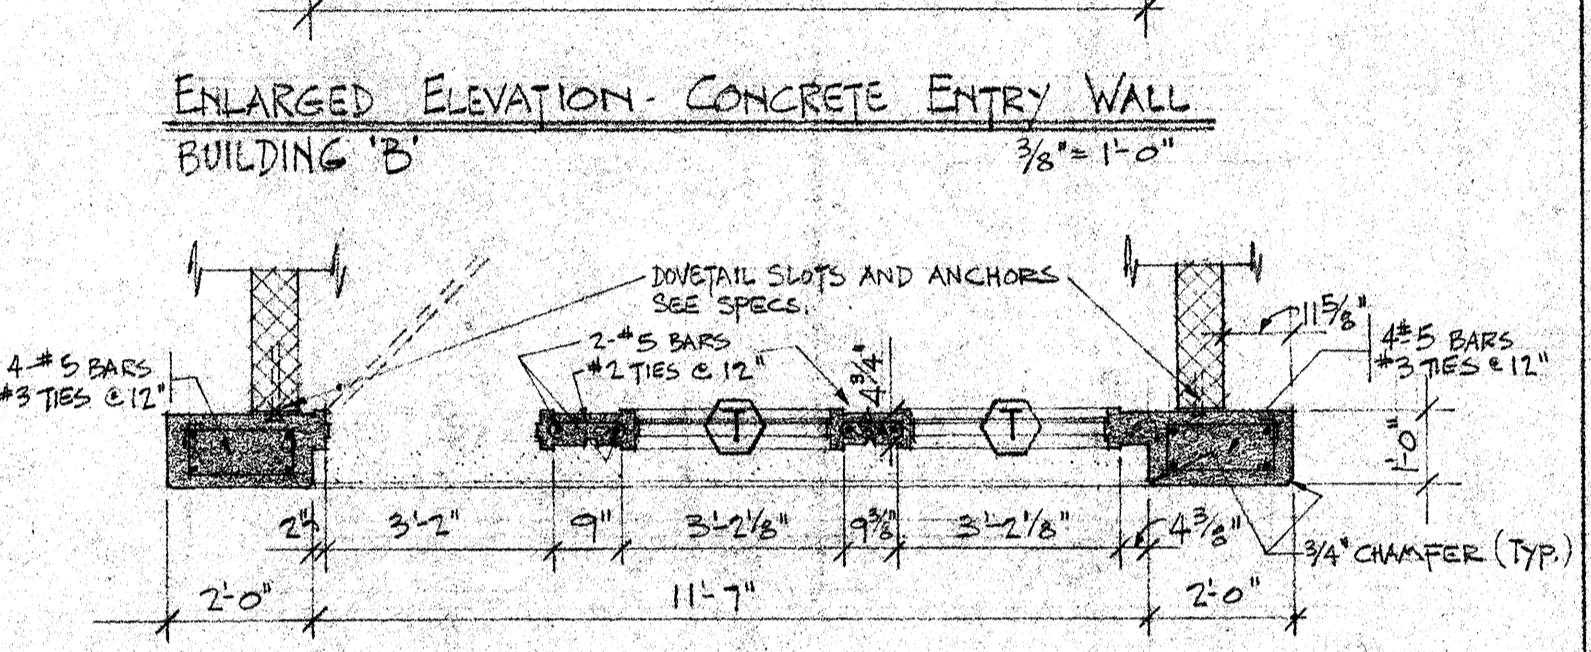 ENLARGED ELEVATION - CONCRETE ENTRY WALL
BUILDING 'B'
3/8" = 1'-0"
DOVETAIL SLOTS AND ANCHORS
SEE SPECS.
11 5/8"
4-#5 BARS
#3 TIES @ 12"
2-#5 BARS
#2 TIES @ 12"
4 3/4"
4-#5 BARS
#3 TIES @ 12"
T
T
1'-0"
2"
3'-2"
9"
3'-2 1/8"
9 3/8"
3'-2 1/8"
4 3/8"
3/4" CHAMFER (TYP.)
2'-0"
11'-7"
2'-0"